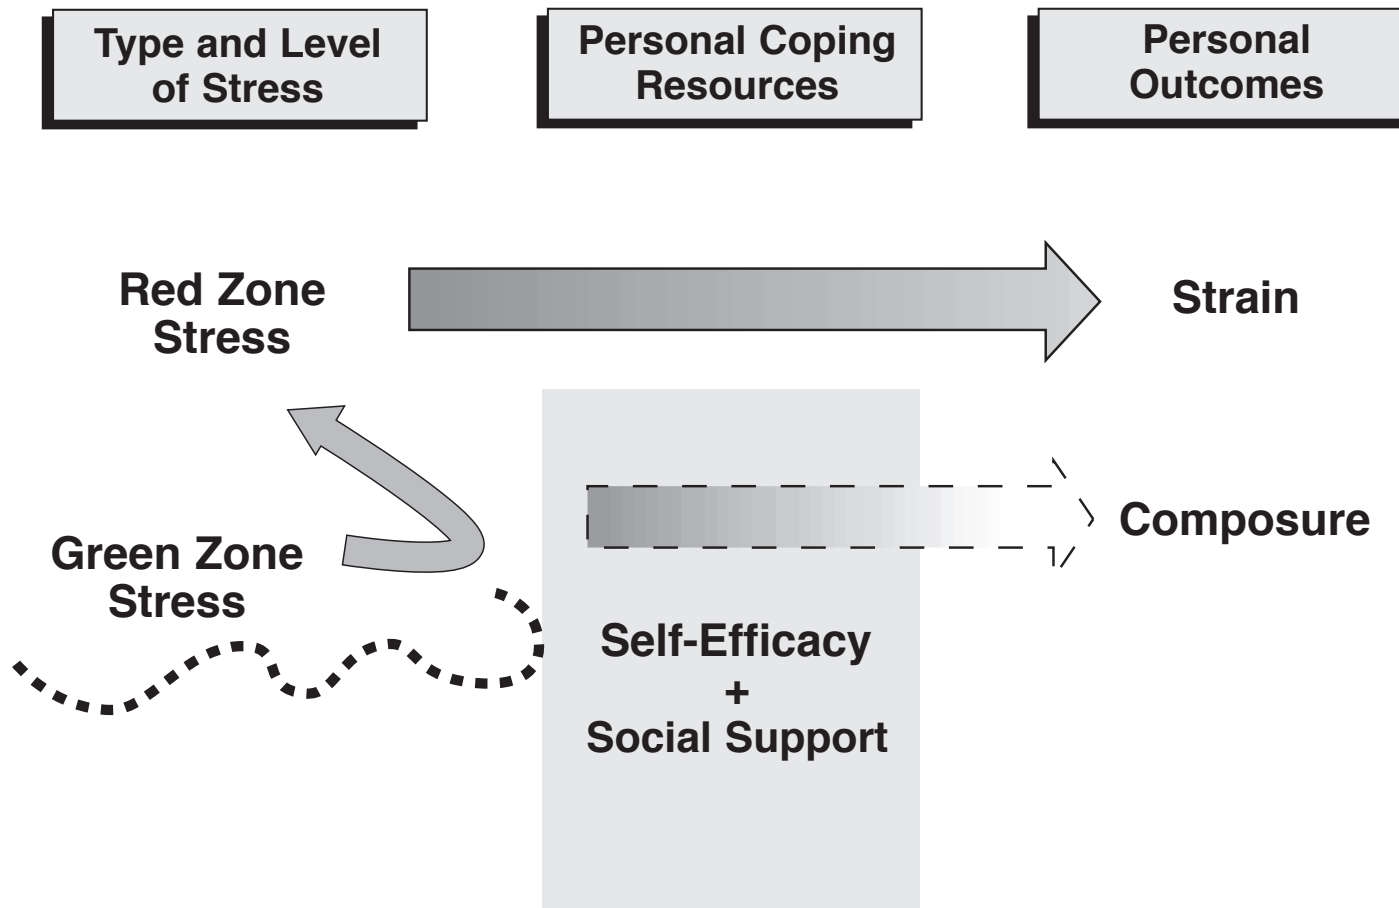 Type and Level
of Stress
Personal Coping
Resources
Personal
Outcomes
Red Zone
Stress
Strain
Green Zone
Stress
Composure
Self-Efficacy
+
Social Support